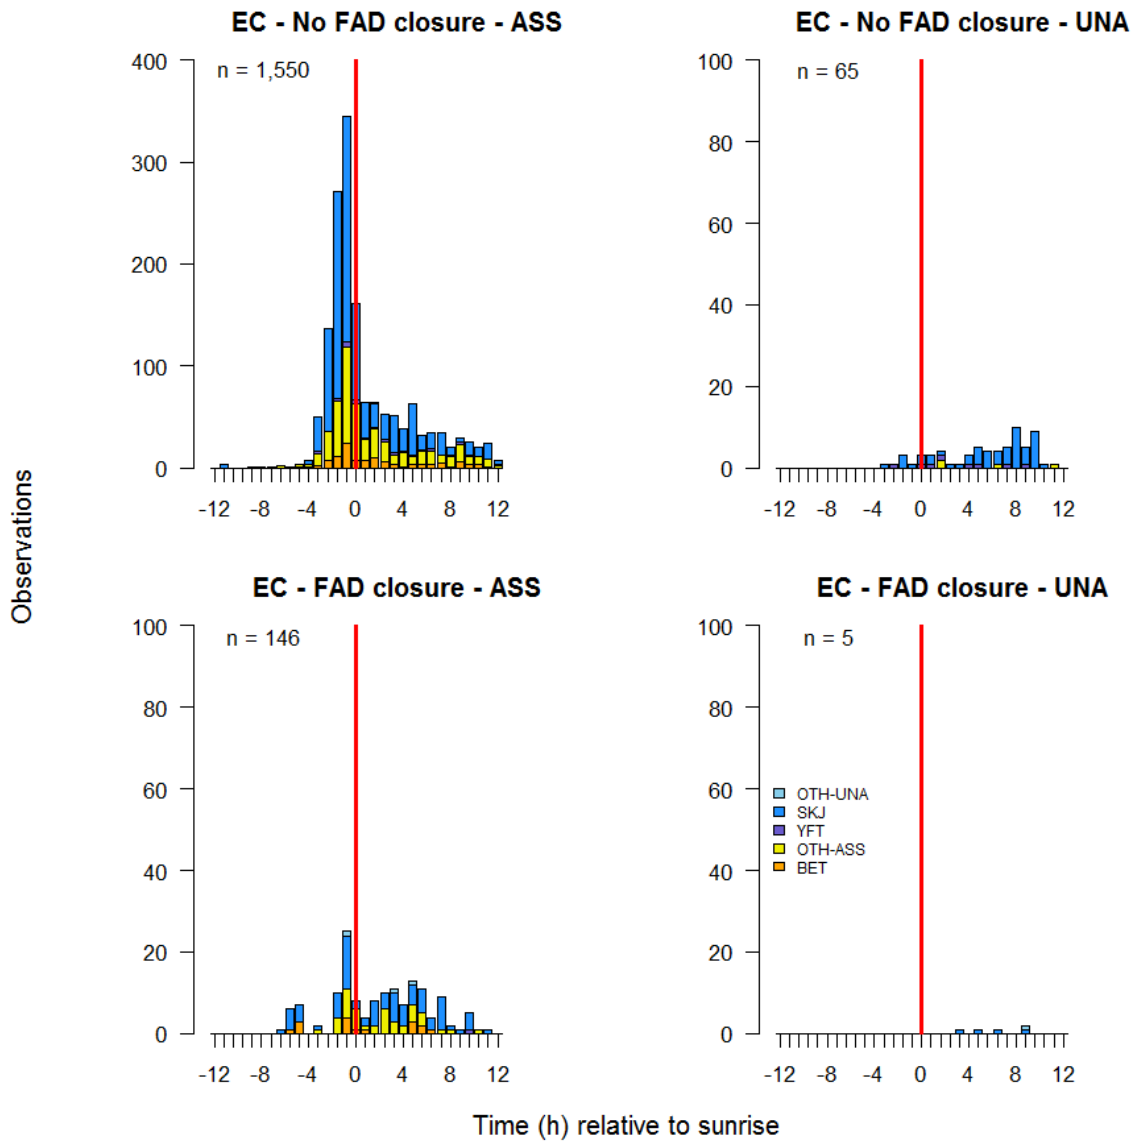 EC - No FAD closure - ASS
n = 1,550
400
300
200
100
0
-12 -8 -4 0 4 8 12
EC - No FAD closure - UNA
n = 65
100
80
60
40
20
0
-12 -8 -4 0 4 8 12
Observations
EC - FAD closure - ASS
n = 146
100
80
60
40
20
0
-12 -8 -4 0 4 8 12
EC - FAD closure - UNA
n = 5
100
80
60
40
20
0
OTH-UNA
SKJ
YFT
OTH-ASS
BET
-12 -8 -4 0 4 8 12
Time (h) relative to sunrise